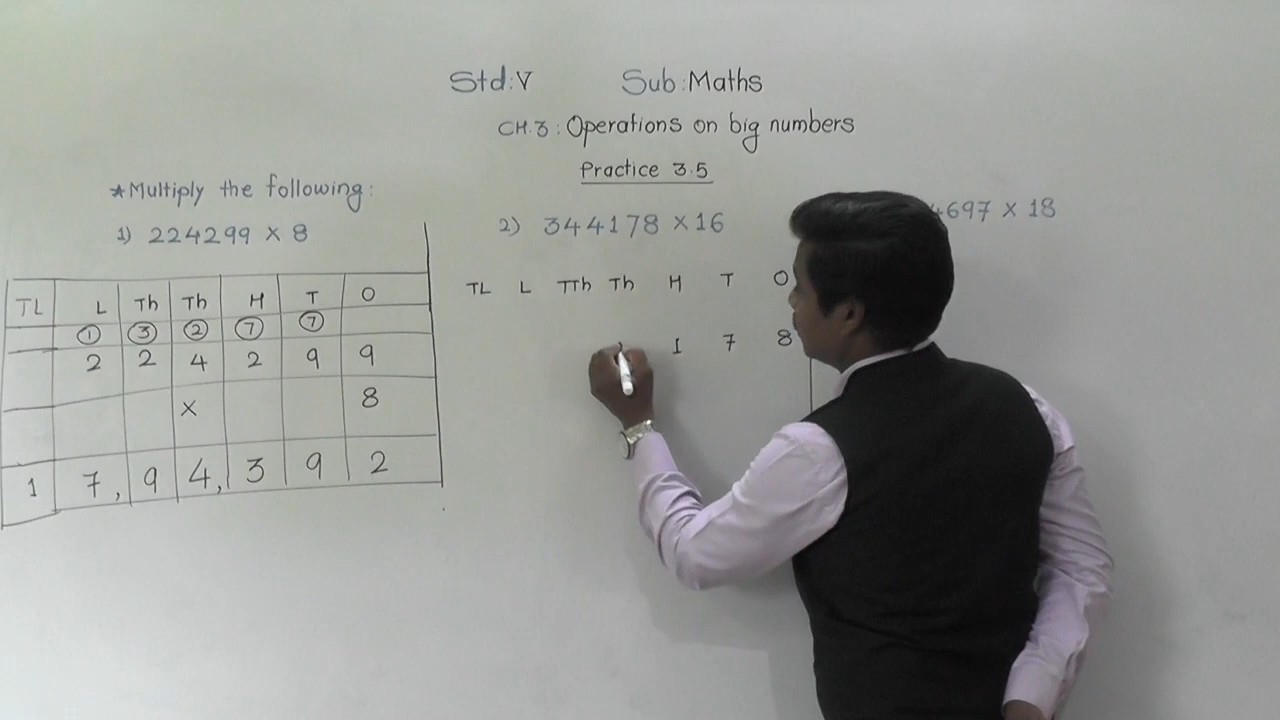 Std: V Sub: Maths
CH.3: Operations on big numbers
Practice 3.5
*Multiply the following:
1) 224299 × 8
TL L Th Th H T O
1 3 2 7 7
2 2 4 2 9 9
× 8
1 7, 9 4, 3 9 2
2) 344178 × 16
TL L TTh Th H T O
1 7 8
4697 × 18